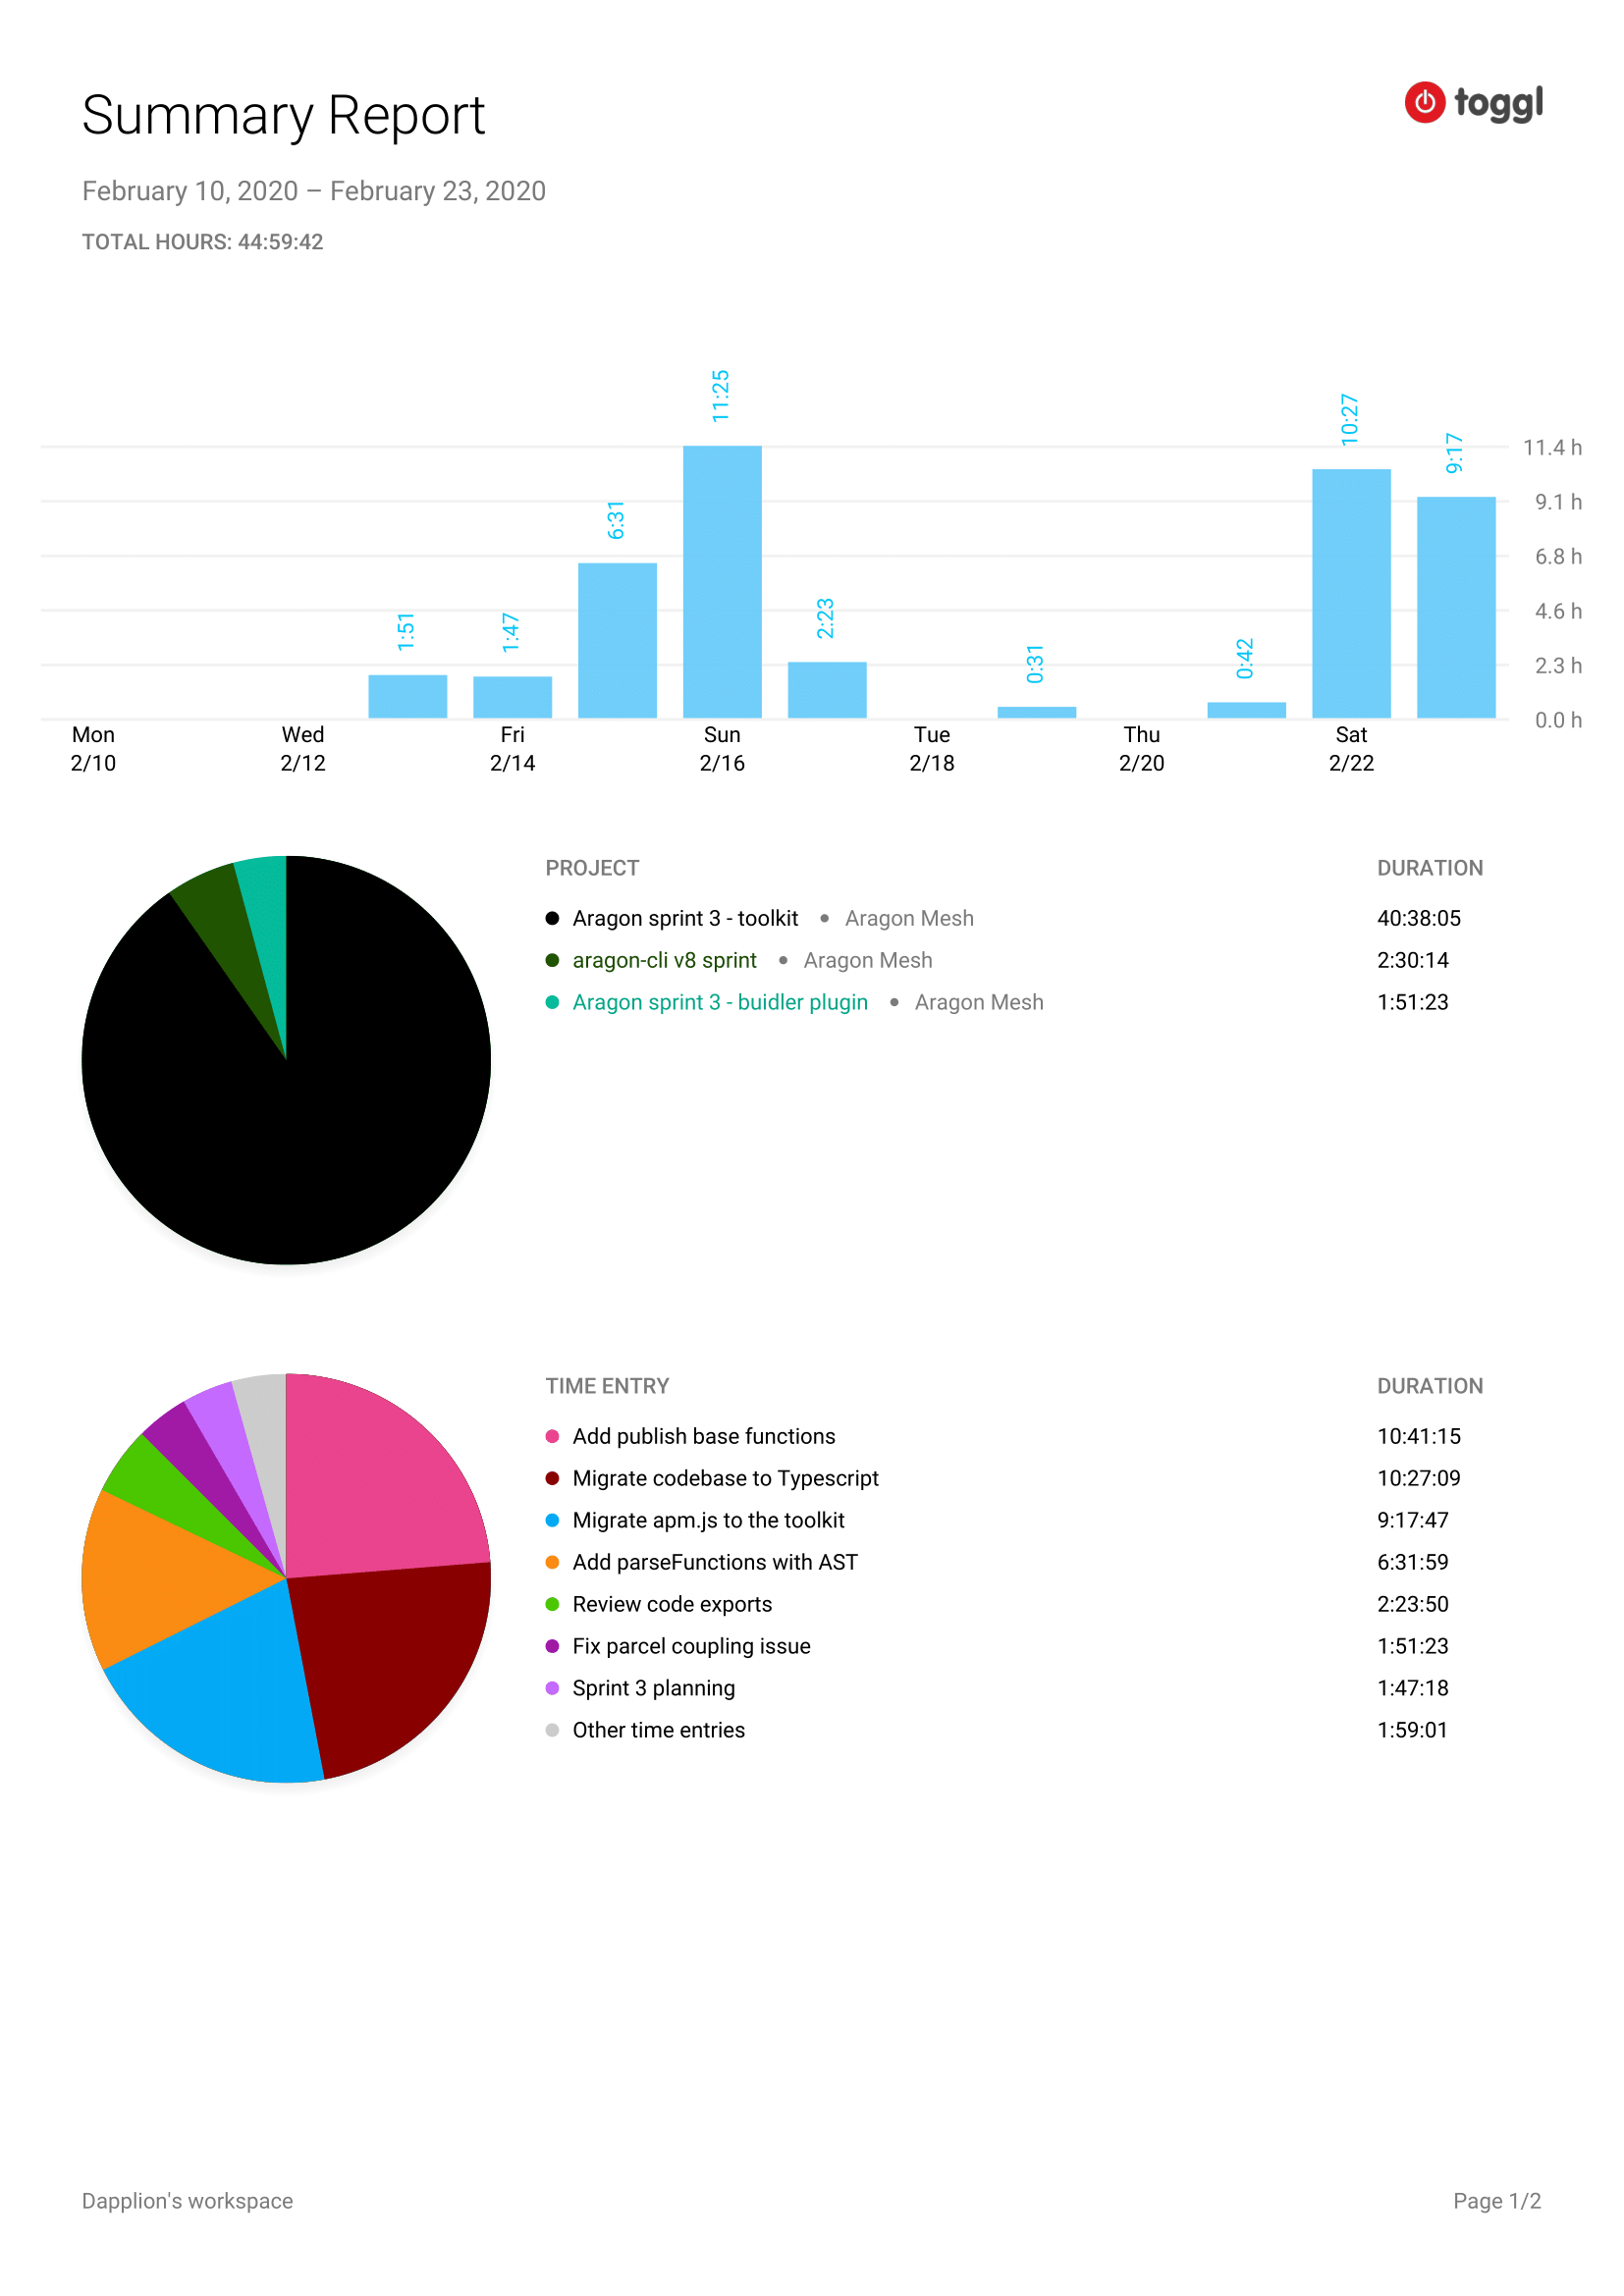 Summary Report
toggl
February 10, 2020 – February 23, 2020
TOTAL HOURS: 44:59:42
1:51
1:47
6:31
11:25
2:23
0:31
0:42
10:27
9:17
11.4 h
9.1 h
6.8 h
4.6 h
2.3 h
0.0 h
Mon Wed Fri Sun Tue Thu Sat
2/10 2/12 2/14 2/16 2/18 2/20 2/22
PROJECT DURATION
Aragon sprint 3 - toolkit • Aragon Mesh 40:38:05
aragon-cli v8 sprint • Aragon Mesh 2:30:14
Aragon sprint 3 - buidler plugin • Aragon Mesh 1:51:23
TIME ENTRY DURATION
Add publish base functions 10:41:15
Migrate codebase to Typescript 10:27:09
Migrate apm.js to the toolkit 9:17:47
Add parseFunctions with AST 6:31:59
Review code exports 2:23:50
Fix parcel coupling issue 1:51:23
Sprint 3 planning 1:47:18
Other time entries 1:59:01
Dapplion's workspace Page 1/2